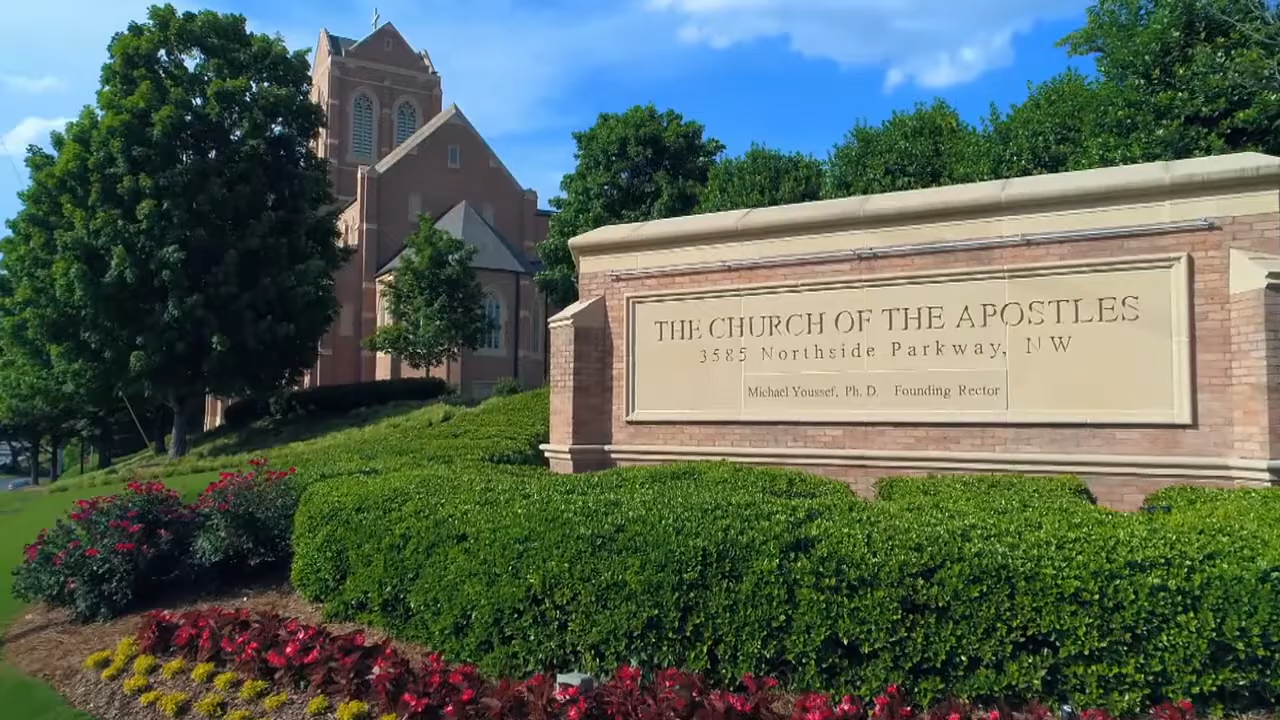 THE CHURCH OF THE APOSTLES
3585 Northside Parkway, NW
Michael Youssef, Ph. D. Founding Rector